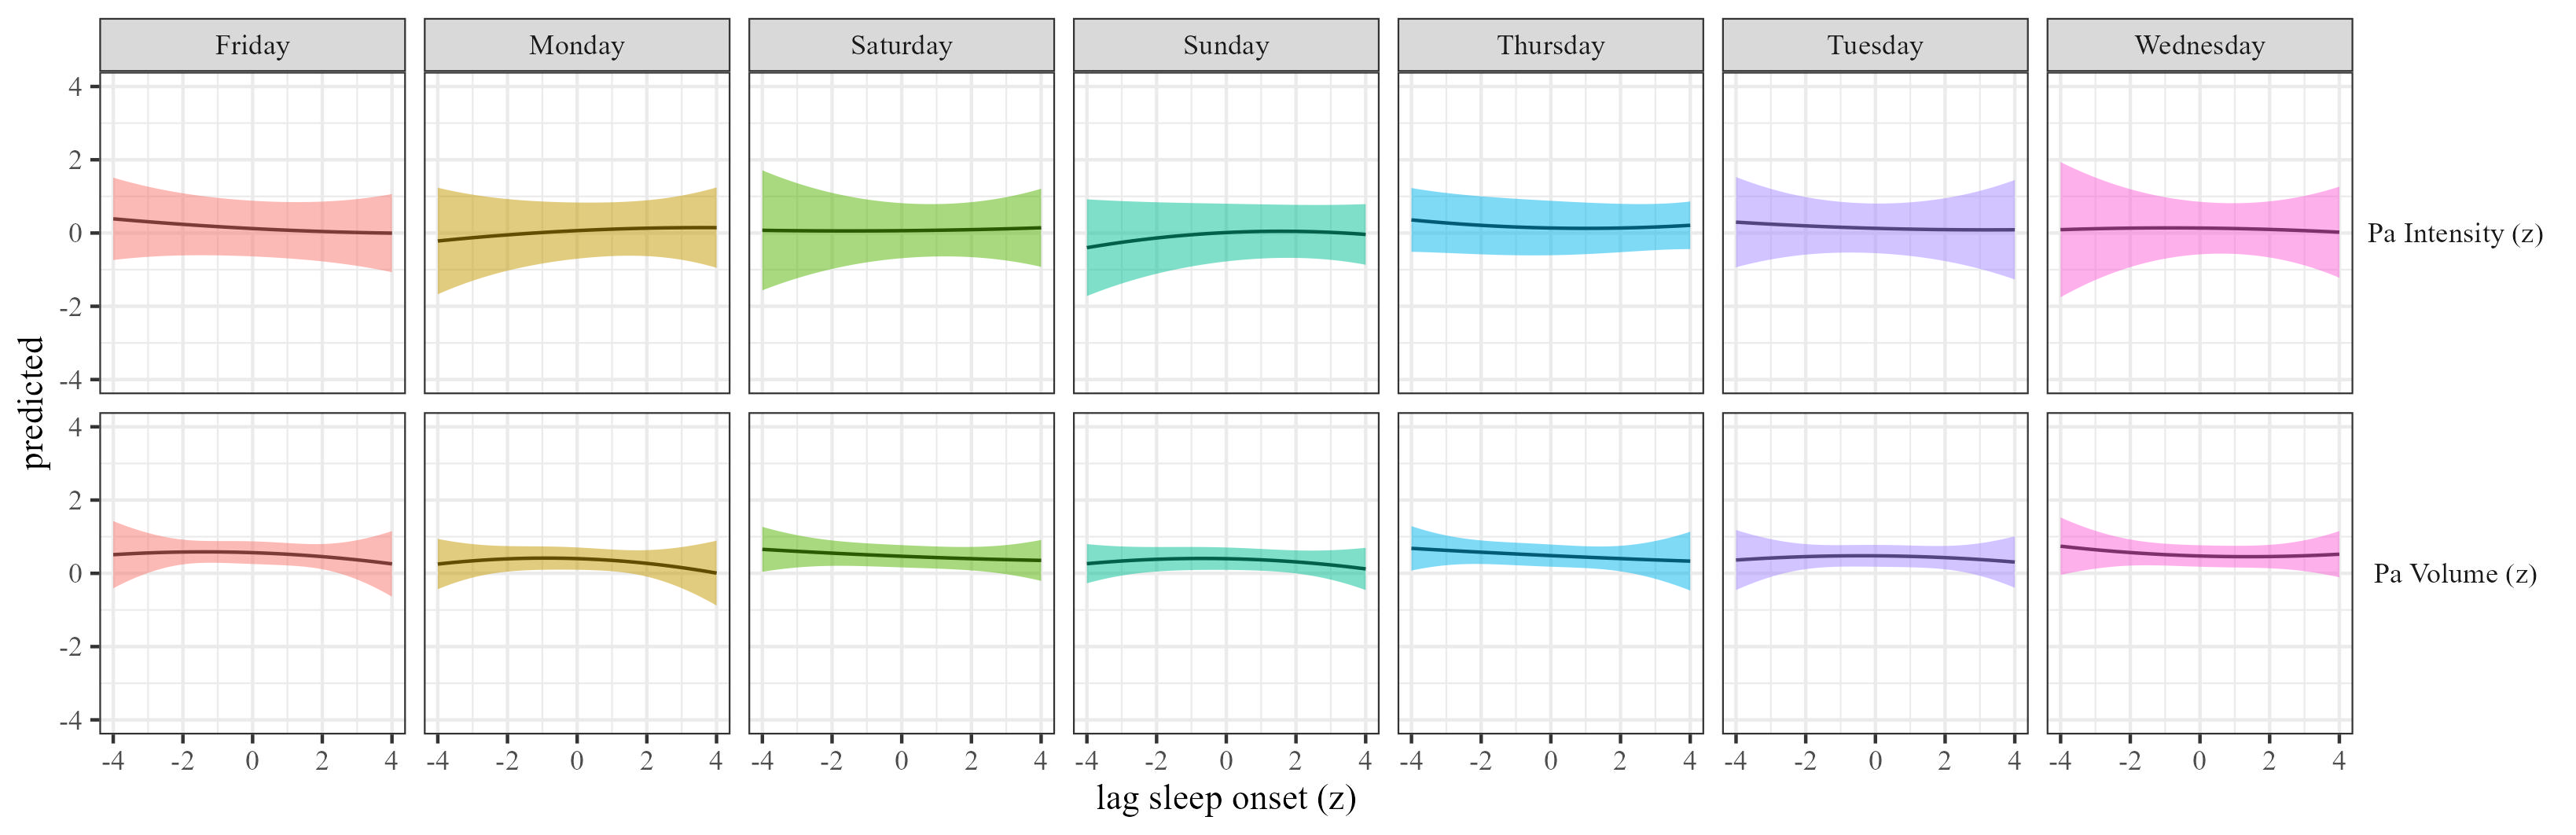 Friday Monday Saturday Sunday Thursday Tuesday Wednesday
4
2
0
-2
-4
Pa Intensity (z)
predicted
4
2
0
-2
-4
Pa Volume (z)
-4 -2 0 2 4 -4 -2 0 2 4 -4 -2 0 2 4 -4 -2 0 2 4 -4 -2 0 2 4 -4 -2 0 2 4 -4 -2 0 2 4
lag sleep onset (z)